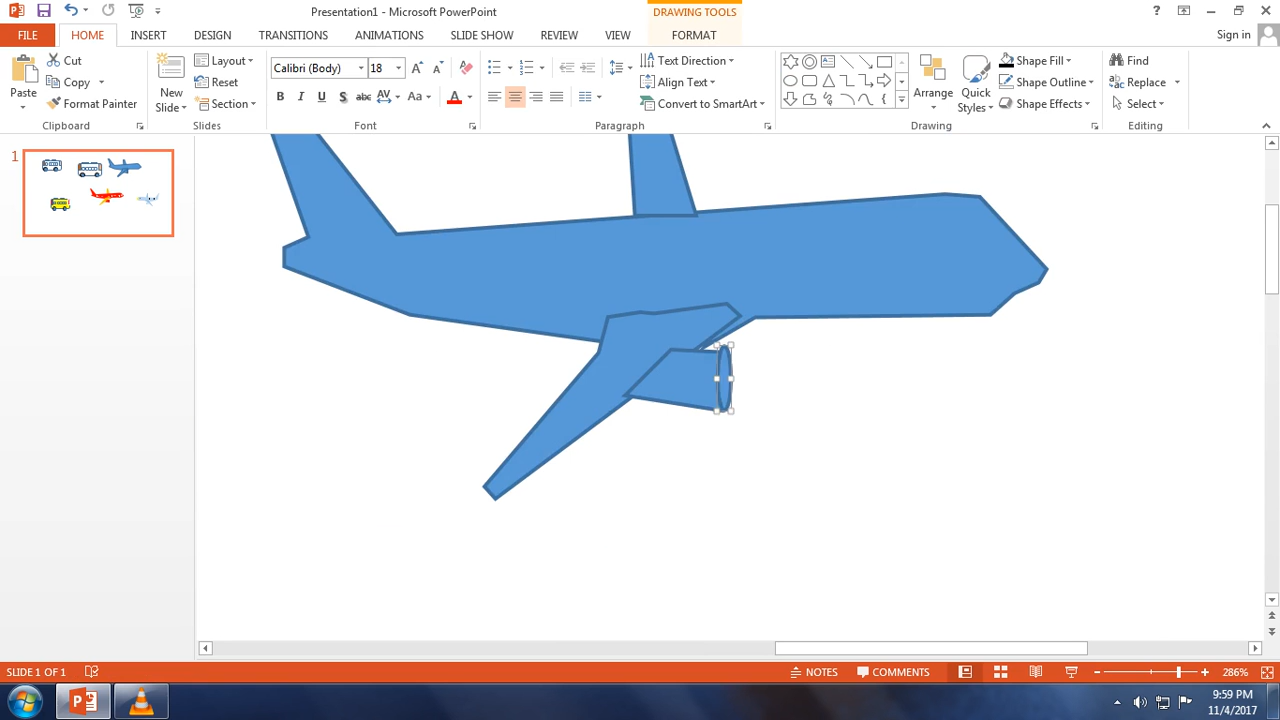 Presentation1 - Microsoft PowerPoint
DRAWING TOOLS
?
FILE
HOME
INSERT
DESIGN
TRANSITIONS
ANIMATIONS
SLIDE SHOW
REVIEW
VIEW
FORMAT
Sign in
Paste
Cut
Copy
Format Painter
Clipboard
New
Slide
Layout
Reset
Section
Slides
Calibri (Body)
18
B I U S abc AV Aa A
Font
Text Direction
Align Text
Convert to SmartArt
Paragraph
Arrange
Quick
Styles
Shape Fill
Shape Outline
Shape Effects
Drawing
Find
Replace
Select
Editing
1
SLIDE 1 OF 1
NOTES
COMMENTS
286%
9:59 PM
11/4/2017